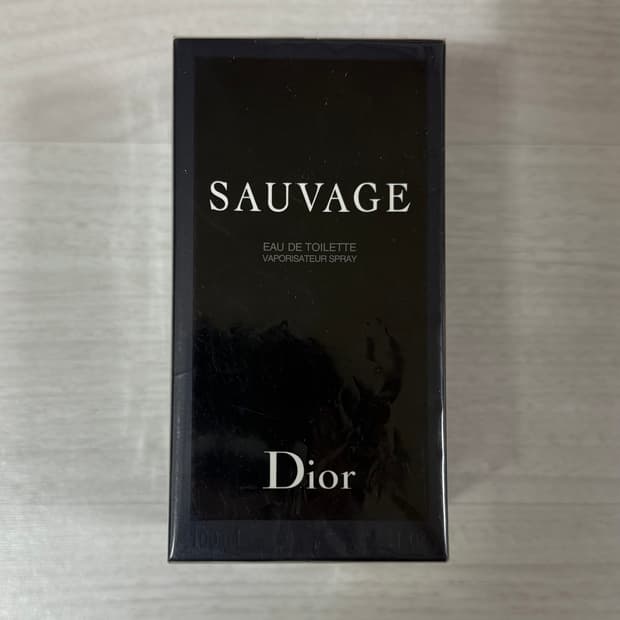 SAUVAGE
EAU DE TOILETTE
VAPORISATEUR SPRAY
Dior